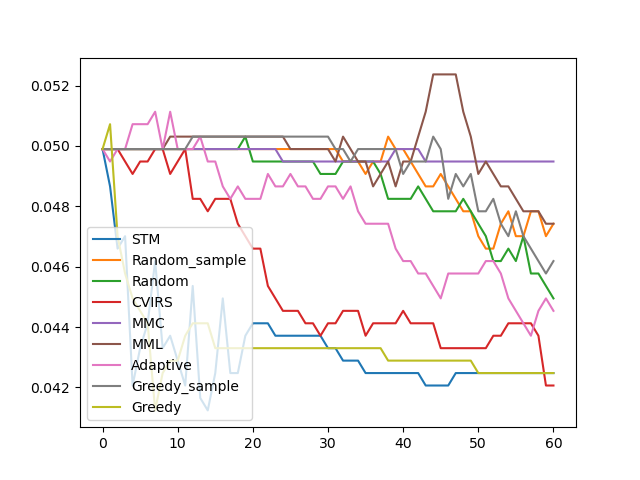 0.052
0.050
0.048
0.046
0.044
0.042
STM
Random_sample
Random
CVIRS
MMC
MML
Adaptive
Greedy_sample
Greedy
0 10 20 30 40 50 60